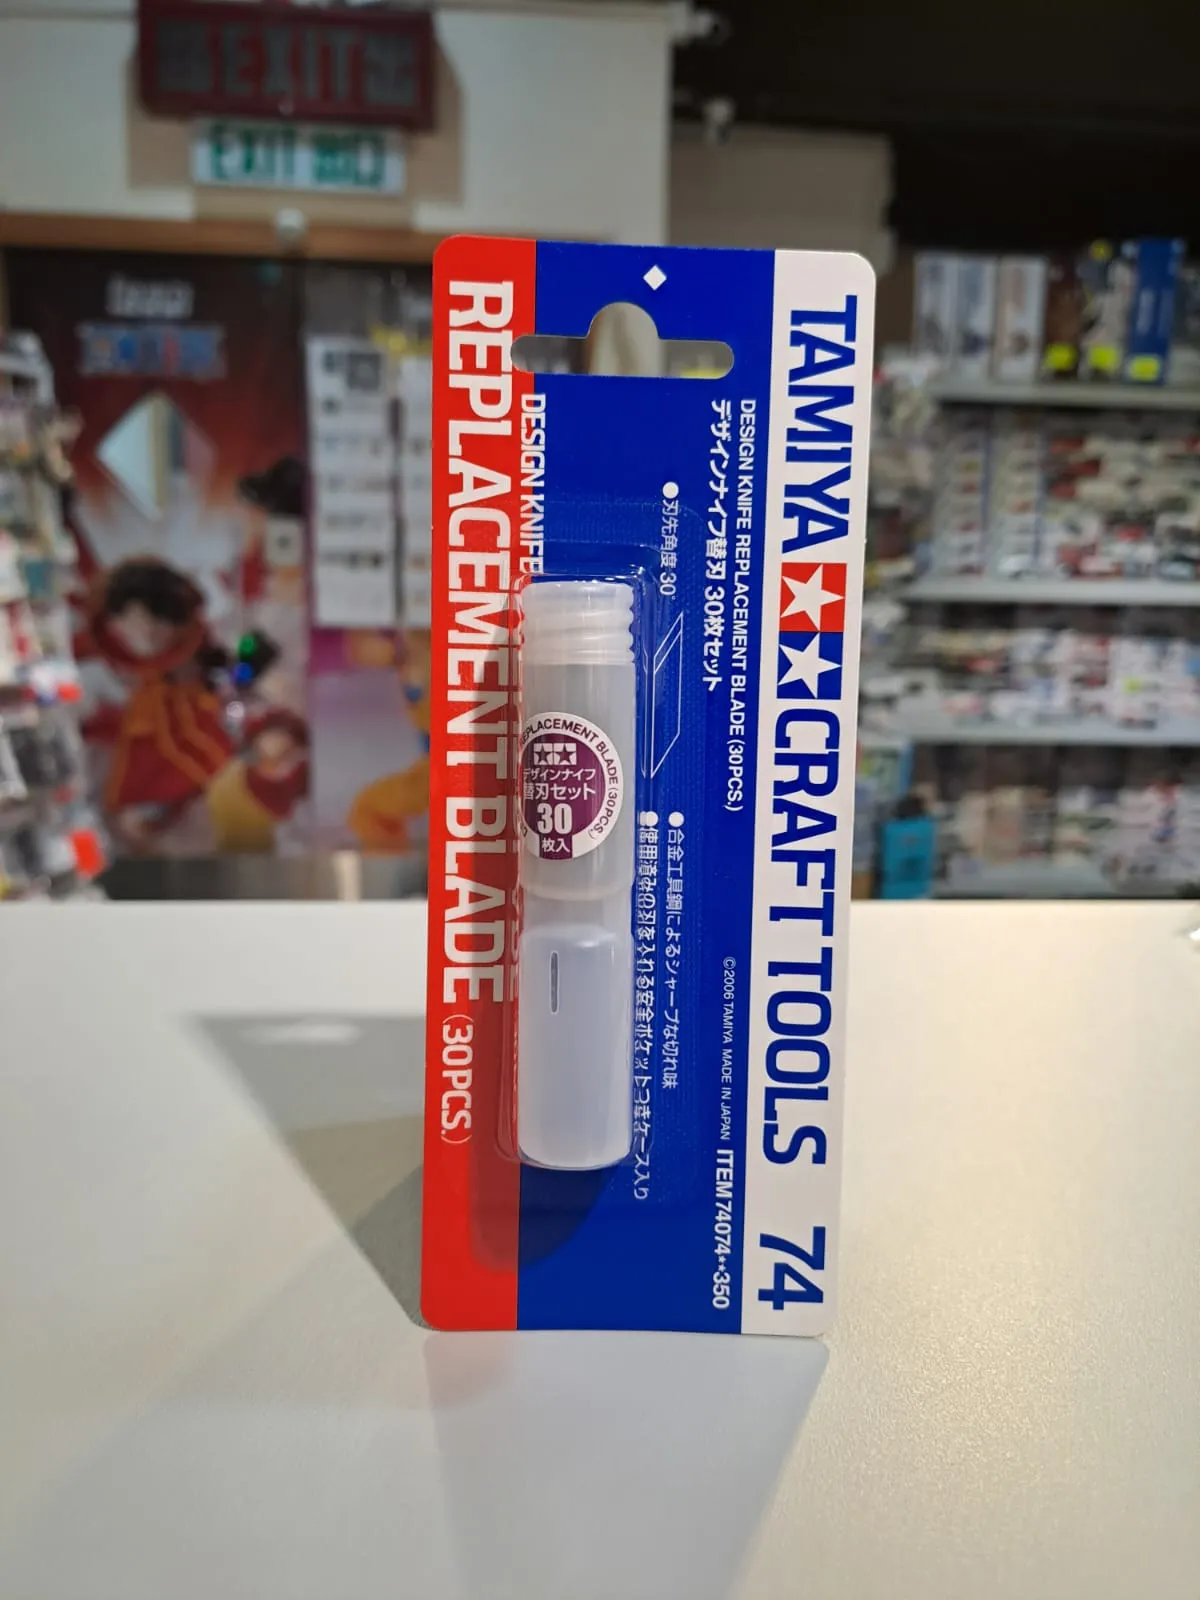 EXIT
EXIT 出口
TAMIYA CRAFT TOOLS 74
DESIGN KNIFE REPLACEMENT BLADE (30PCS.)
デザインナイフ替刃 30枚セット
©2006 TAMIYA MADE IN JAPAN ITEM 74074★★350
●刃先角度 30°
●合金工具鋼によるシャープな切れ味
●使用済みの刃を入れる安全ポケットつきケース入り
DESIGN KNIFE
REPLACEMENT BLADE (30PCS.)
REPLACEMENT BLADE (30PCS.)
デザインナイフ
替刃セット
30
枚入